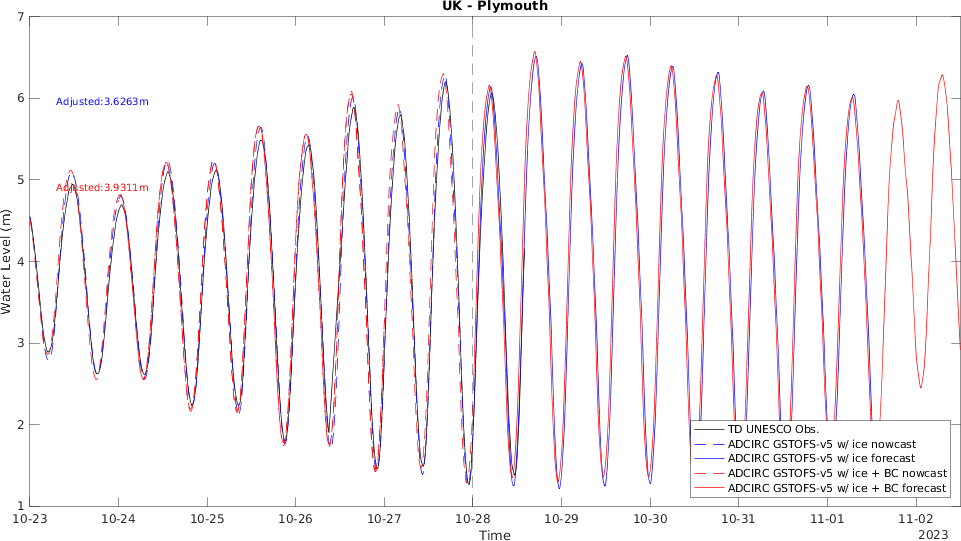 UK - Plymouth
7
6
5
4
3
2
1
Water Level (m)
Adjusted:3.6263m
Adjusted:3.9311m
TD UNESCO Obs.
ADCIRC GSTOFS-v5 w/ ice nowcast
ADCIRC GSTOFS-v5 w/ ice forecast
ADCIRC GSTOFS-v5 w/ ice + BC nowcast
ADCIRC GSTOFS-v5 w/ ice + BC forecast
10-23 10-24 10-25 10-26 10-27 10-28 10-29 10-30 10-31 11-01 11-02
Time
2023